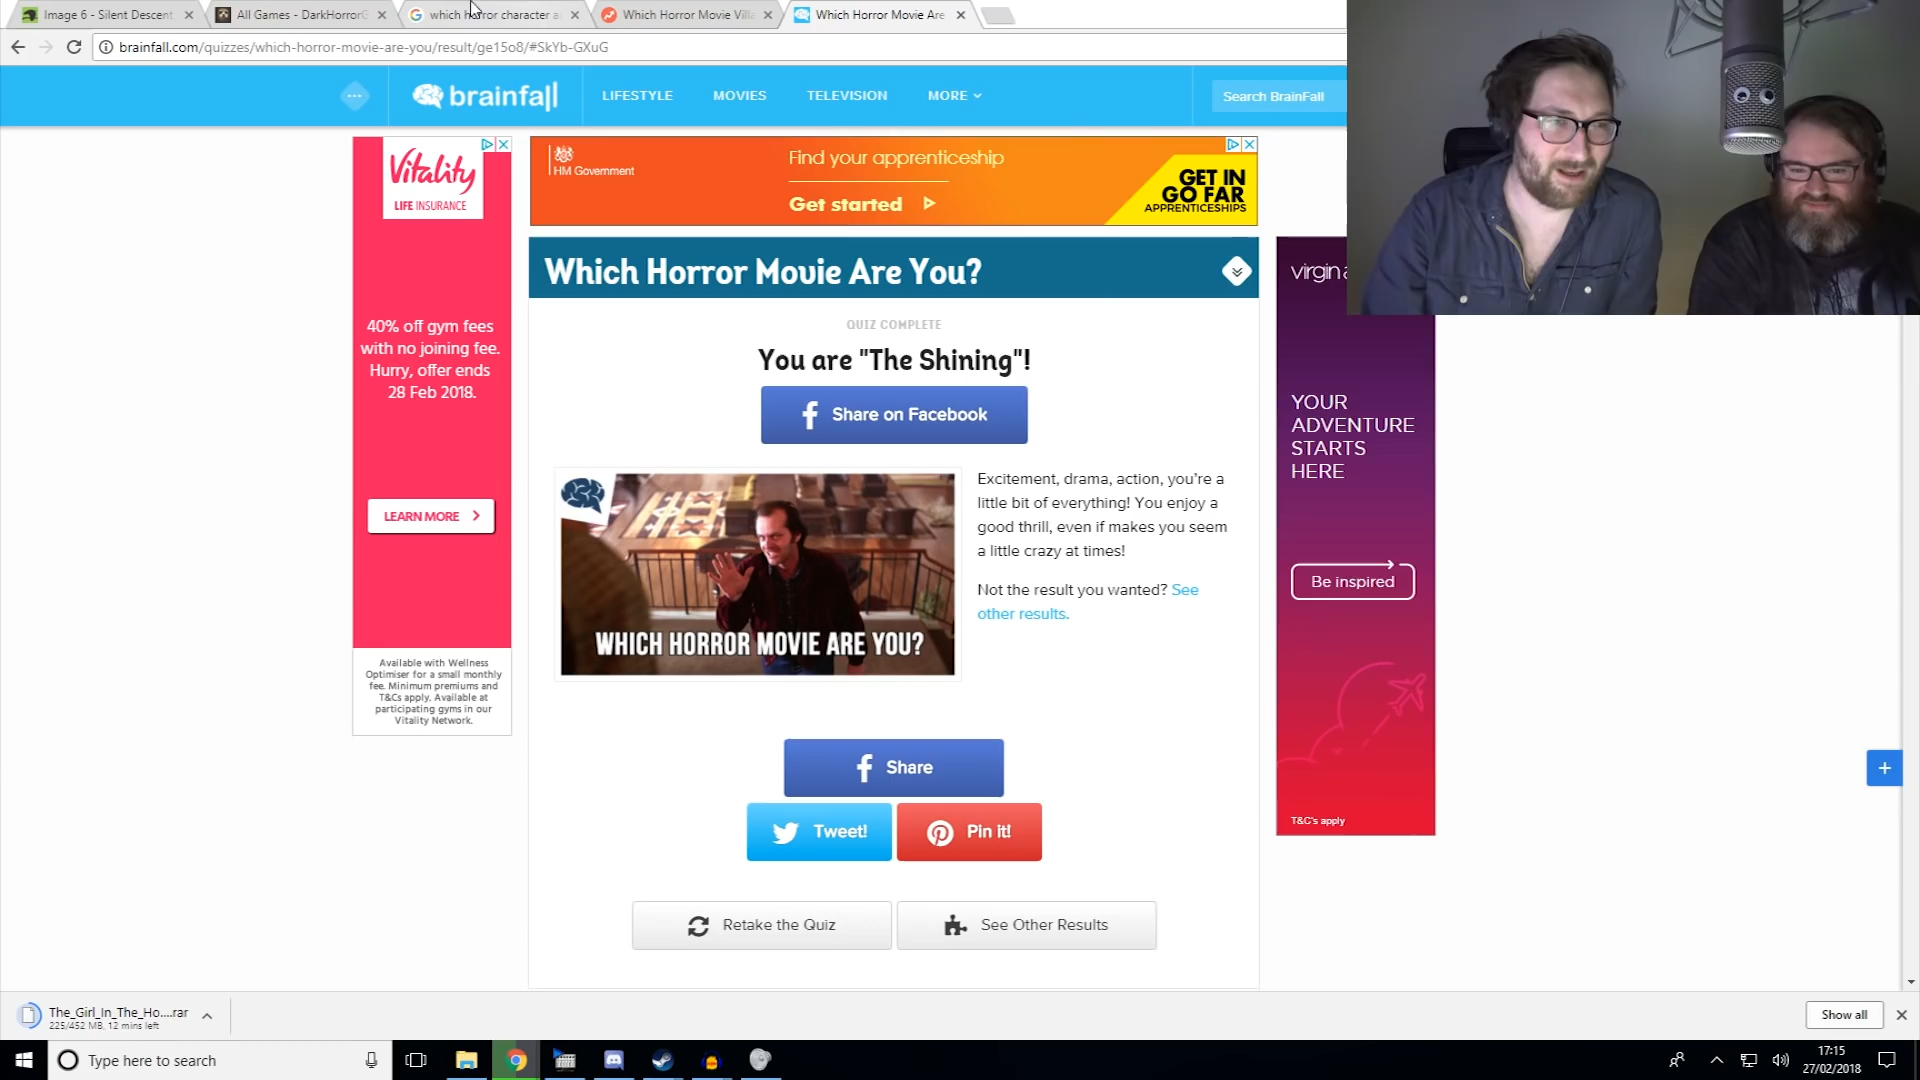 Image 6 - Silent Descent
All Games - DarkHorrorG
which horror character a
Which Horror Movie Villa
Which Horror Movie Are
brainfall.com/quizzes/which-horror-movie-are-you/result/ge15o8/#SkYb-GXuG
brainfall
LIFESTYLE
MOVIES
TELEVISION
MORE
Search BrainFall
Vitality
LIFE INSURANCE
40% off gym fees
with no joining fee.
Hurry, offer ends
28 Feb 2018.
LEARN MORE
Available with Wellness
Optimiser for a small monthly
fee. Minimum premiums and
T&Cs apply. Available at
participating gyms in our
Vitality Network.
HM Government
Find your apprenticeship
Get started
GET IN
GO FAR
APPRENTICESHIPS
Which Horror Movie Are You?
QUIZ COMPLETE
You are "The Shining"!
Share on Facebook
WHICH HORROR MOVIE ARE YOU?
Excitement, drama, action, you're a
little bit of everything! You enjoy a
good thrill, even if makes you seem
a little crazy at times!
Not the result you wanted? See
other results.
Share
Tweet!
Pin it!
Retake the Quiz
See Other Results
virgin a
YOUR
ADVENTURE
STARTS
HERE
Be inspired
T&C's apply
The_Girl_In_The_Ho....rar
225/452 MB, 12 mins left
Show all
Type here to search
17:15
27/02/2018